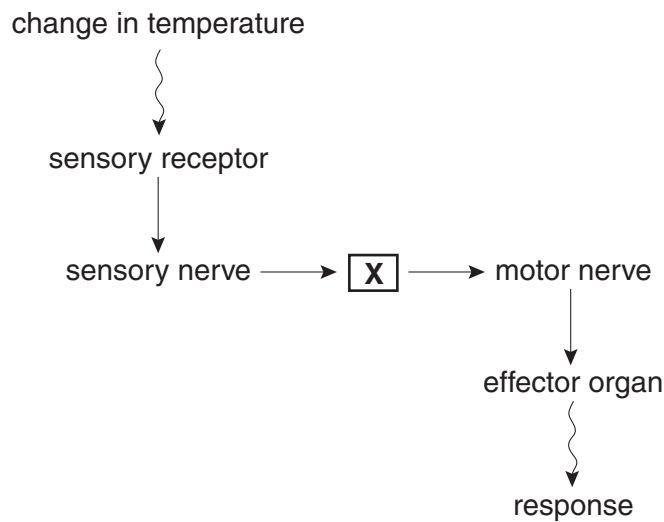 change in temperature
sensory receptor
sensory nerve X motor nerve
effector organ
response